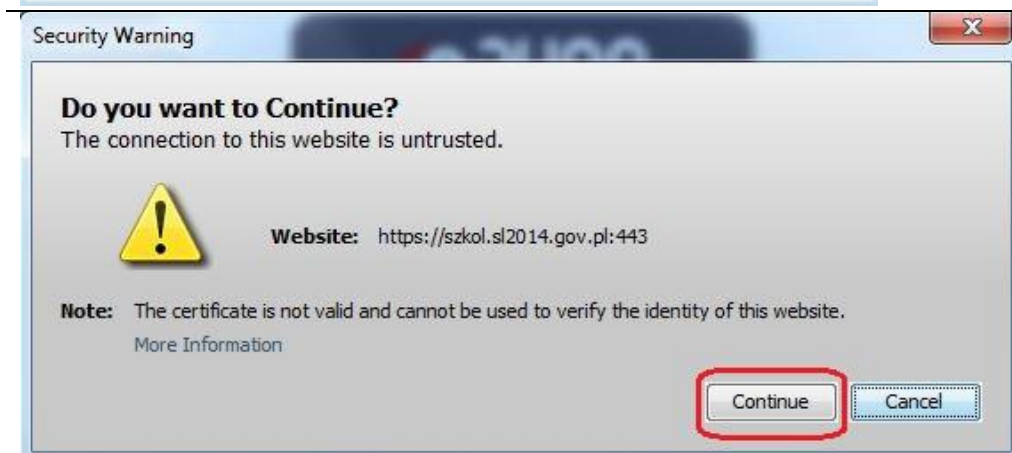 Security Warning
Do you want to Continue?
The connection to this website is untrusted.
Website: https://szkol.sl2014.gov.pl:443
Note: The certificate is not valid and cannot be used to verify the identity of this website.
More Information
Continue Cancel